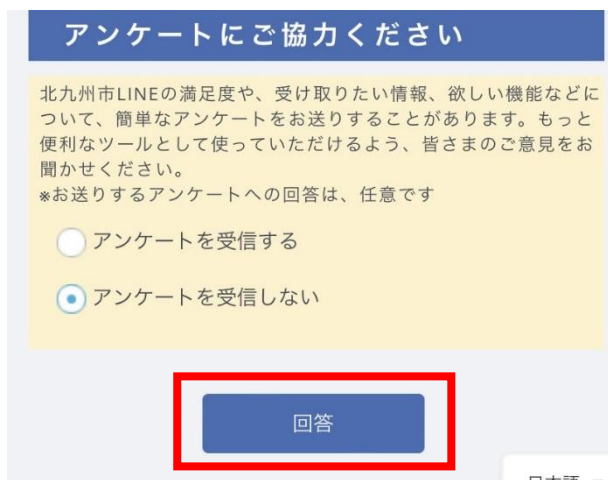 アンケートにご協力ください
北九州市LINEの満足度や、受け取りたい情報、欲しい機能などに
ついて、簡単なアンケートをお送りすることがあります。もっと
便利なツールとして使っていただけるよう、皆さまのご意見をお
聞かせください。
※お送りするアンケートへの回答は、任意です
アンケートを受信する
アンケートを受信しない
回答
日本語